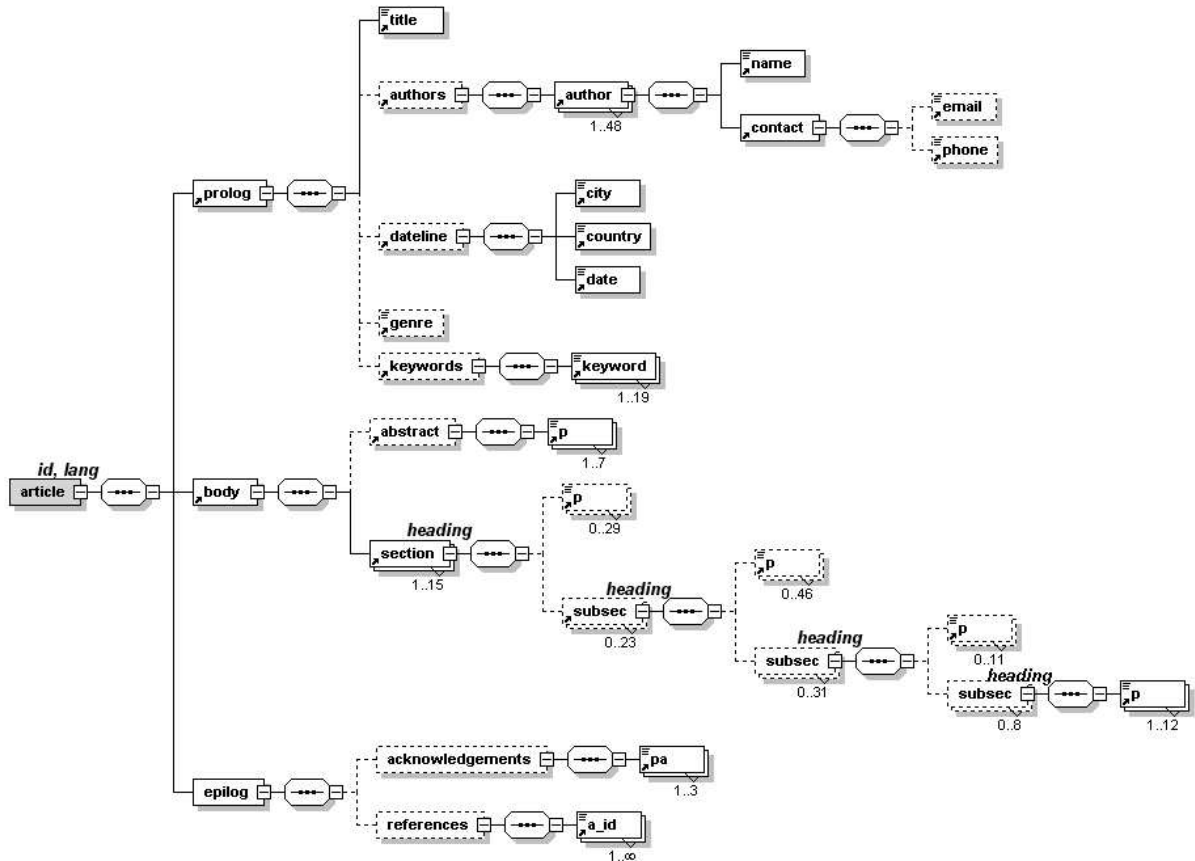 title
authors
author
1..48
name
contact
email
phone
prolog
dateline
city
country
date
genre
keywords
keyword
1..19
id, lang
article
body
abstract
p
1..7
heading
section
1..15
p
0..29
heading
subsec
0..23
p
0..46
heading
subsec
0..31
p
0..11
heading
subsec
0..8
p
1..12
epilog
acknowledgements
pa
1..3
references
a_id
1..∞